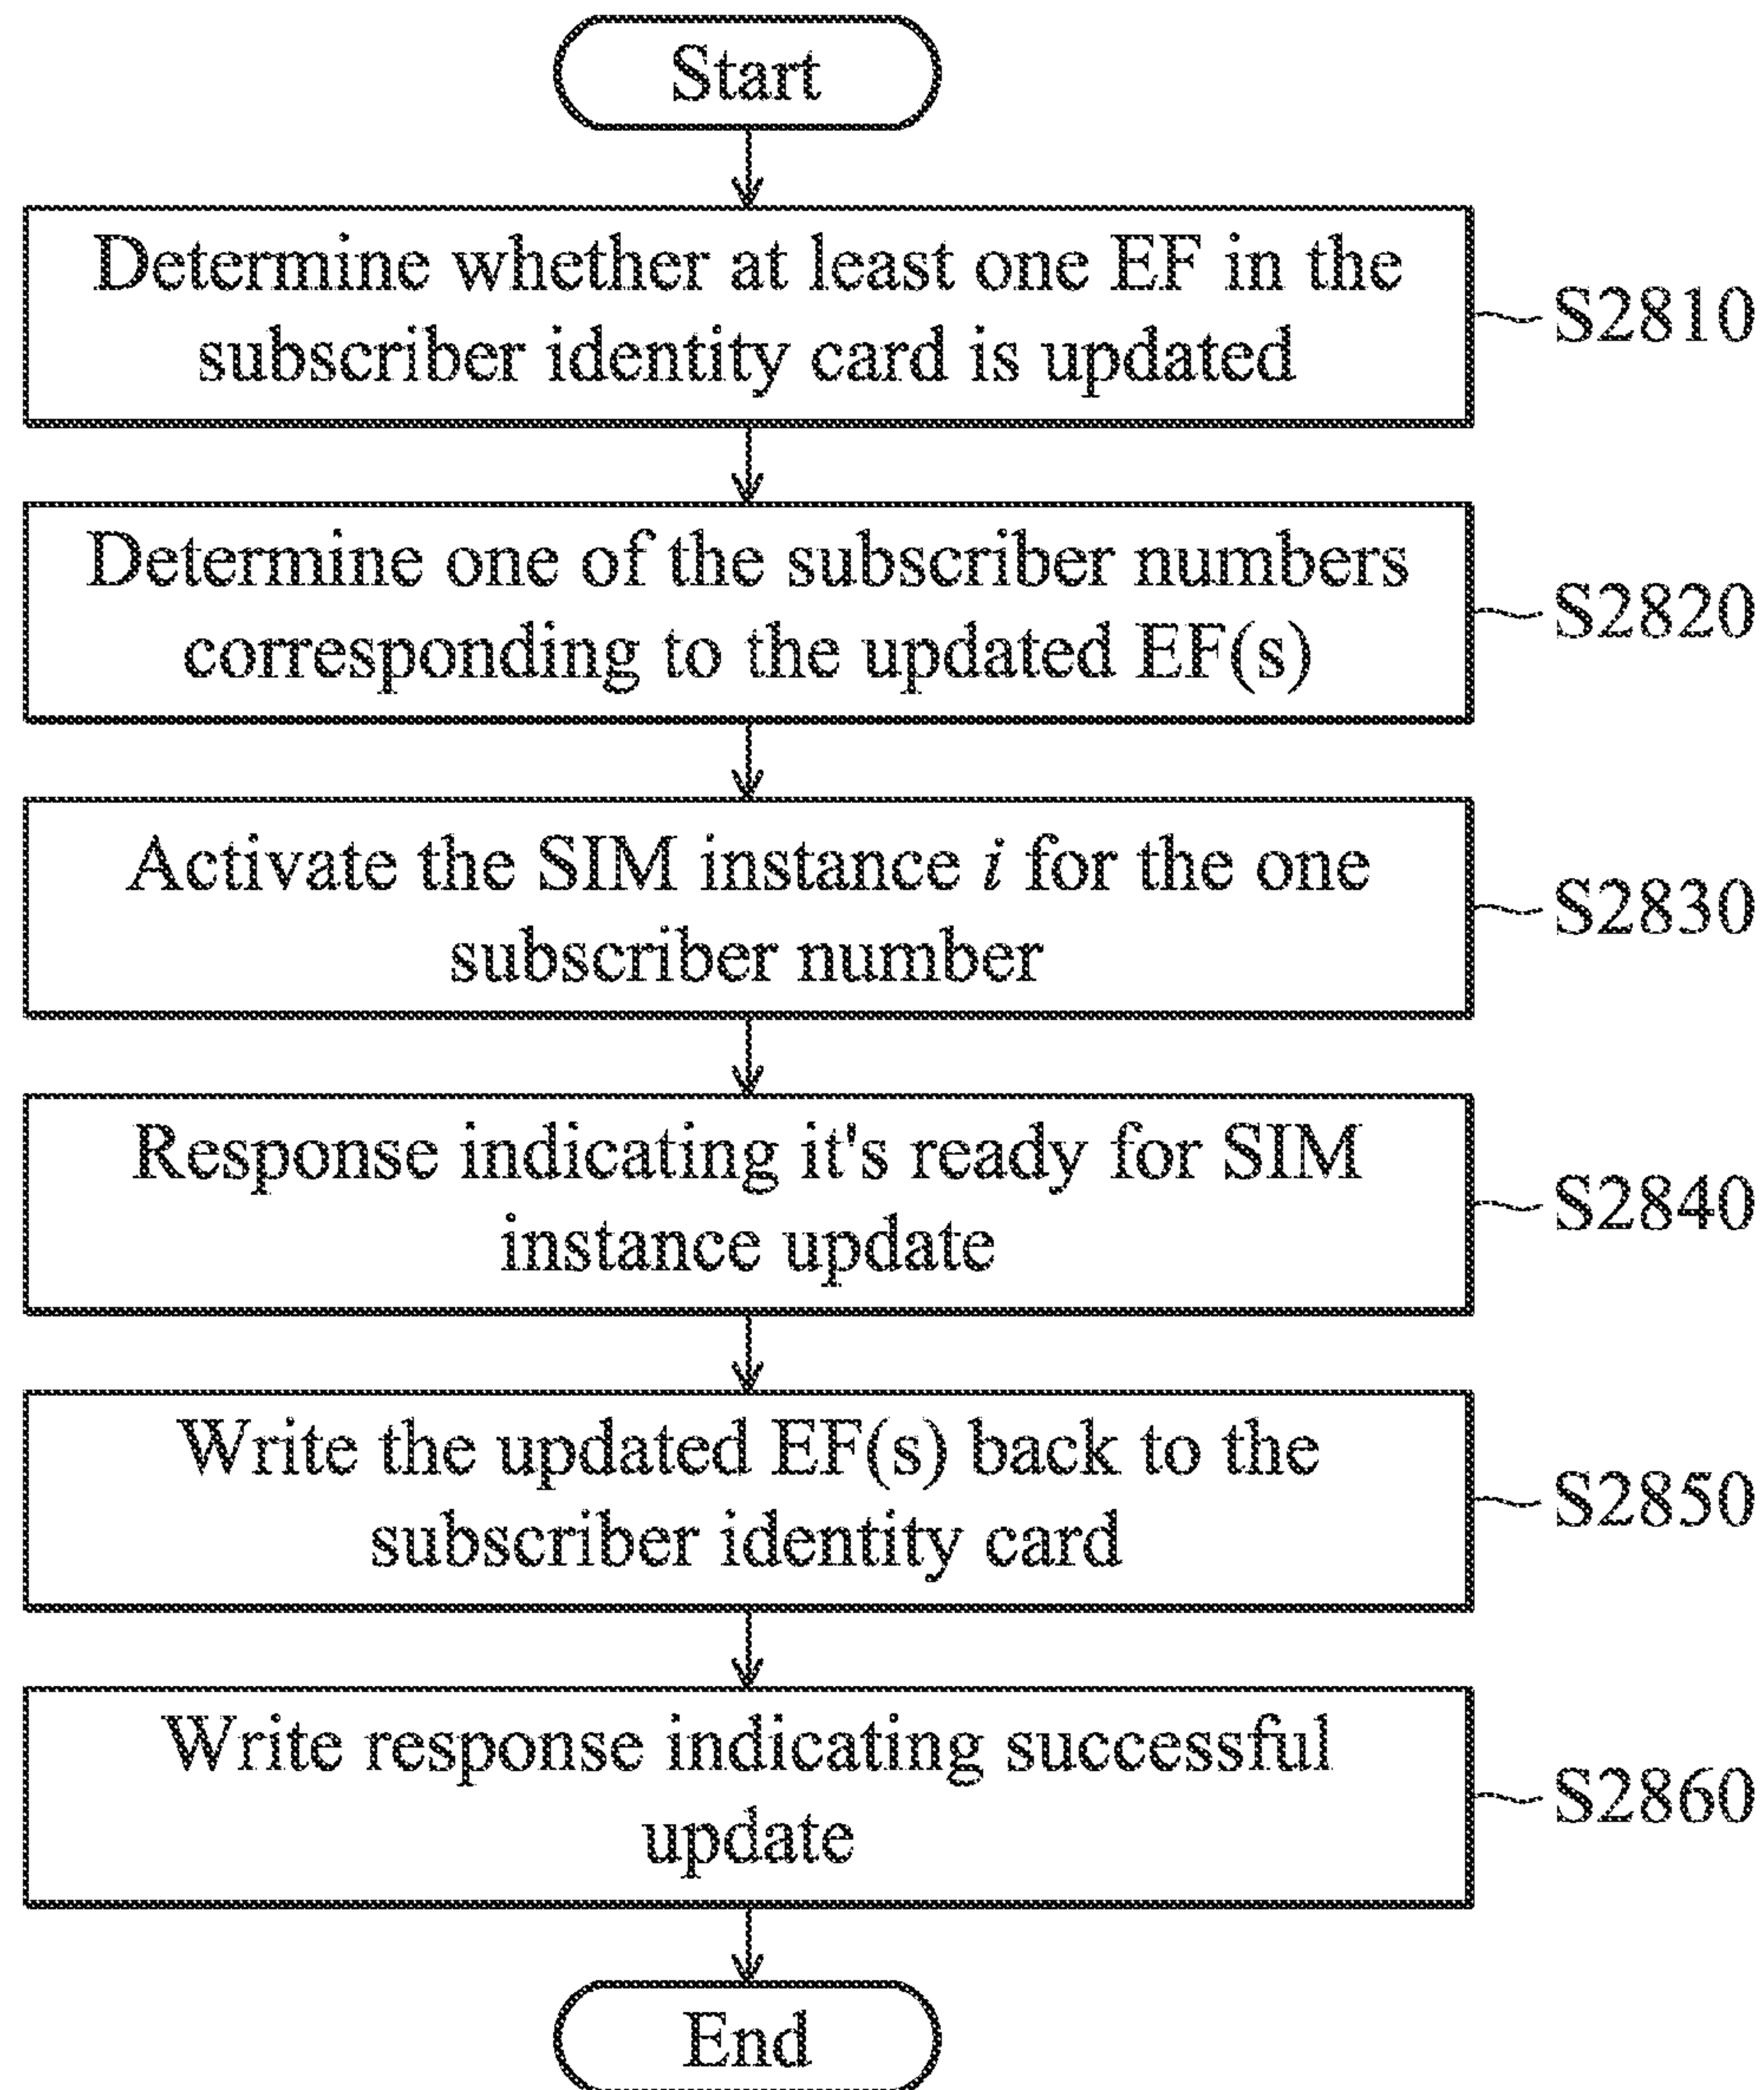 Start
Determine whether at least one EF in the
subscriber identity card is updated
S2810
Determine one of the subscriber numbers
corresponding to the updated EF(s)
S2820
Activate the SIM instance i for the one
subscriber number
S2830
Response indicating it's ready for SIM
instance update
S2840
Write the updated EF(s) back to the
subscriber identity card
S2850
Write response indicating successful
update
S2860
End